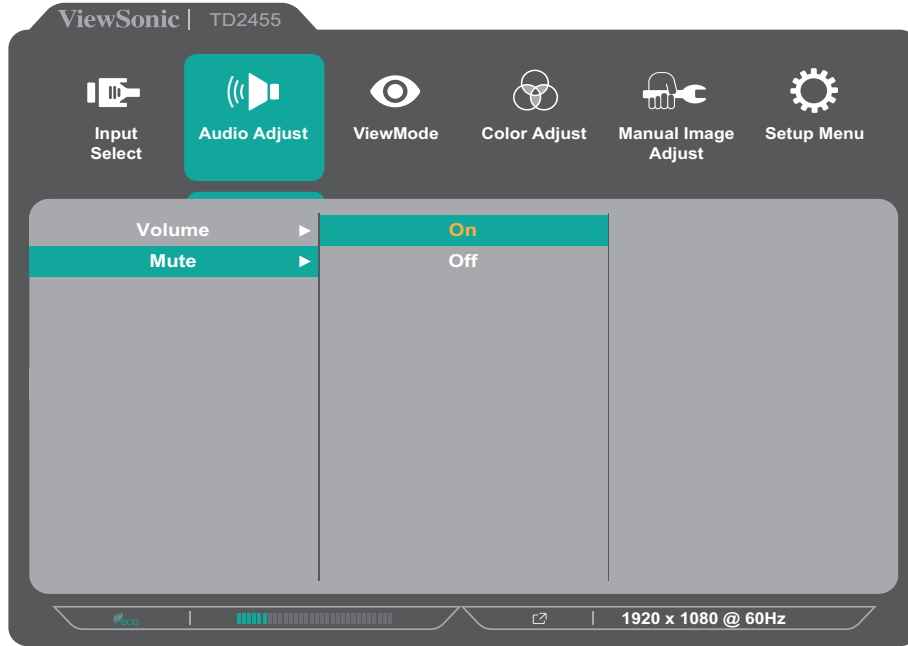 ViewSonic | TD2455
Input Select
Audio Adjust
ViewMode
Color Adjust
Manual Image Adjust
Setup Menu
Volume
On
Mute
Off
eco
1920 x 1080 @ 60Hz